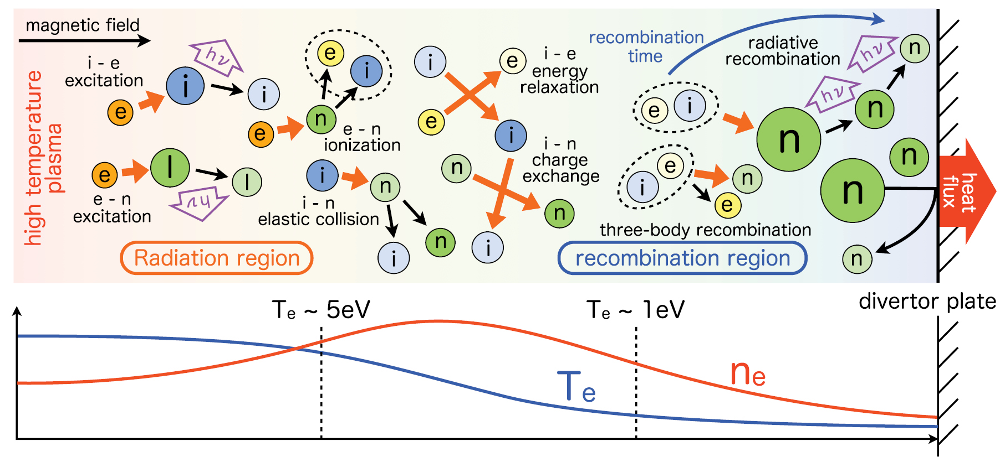 magnetic field
high temperature
plasma
i - e
excitation
hν
e
i
i
e
n
e
i
e - n
ionization
e
l
l
hν
e - n
excitation
i
n
i
n
i - n
elastic collision
i
e
e
i
i - e
energy
relaxation
n
n
i
i - n
charge
exchange
recombination
time
radiative
recombination
e
i
n
hν
n
hν
n
i
e
n
e
three-body recombination
n
n
n
heat
flux
Radiation region
recombination region
divertor plate
Te ~ 5eV
Te ~ 1eV
Te
ne